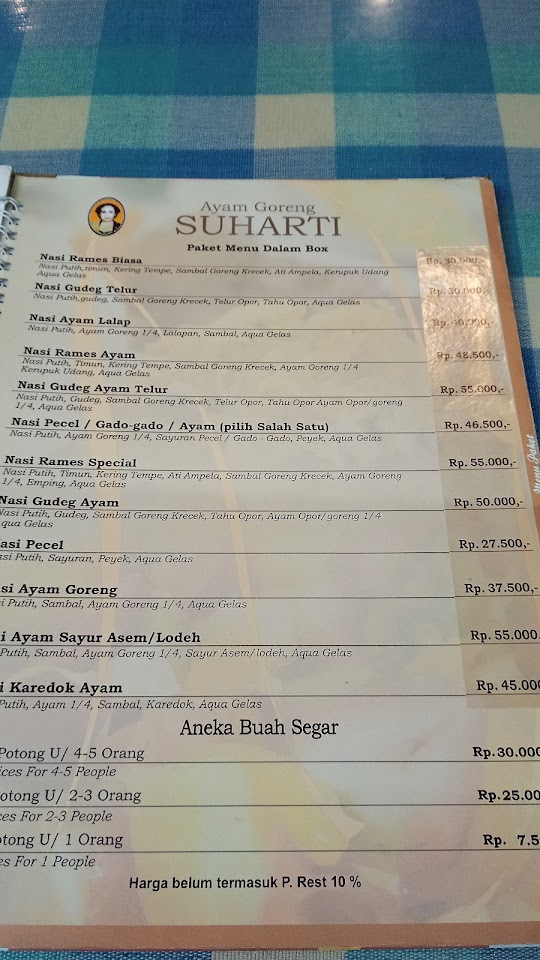 Ayam Goreng
SUHARTI
Paket Menu Dalam Box
Nasi Rames Biasa Rp. 30.000,-
Nasi Putih,timun, Kering Tempe, Sambal Goreng Krecek, Ati Ampela, Kerupuk Udang
Aqua Gelas
Nasi Gudeg Telur Rp. 30.000,-
Nasi Putih,gudeg, Sambal Goreng Krecek, Telur Opor, Tahu Opor, Aqua Gelas
Nasi Ayam Lalap Rp. 40.000,-
Nasi Putih, Ayam Goreng 1/4, Lalapan, Sambal, Aqua Gelas
Nasi Rames Ayam Rp. 48.500,-
Nasi Putih, Timun, Kering Tempe, Sambal Goreng Krecek, Ayam Goreng 1/4
Kerupuk Udang, Aqua Gelas
Nasi Gudeg Ayam Telur Rp. 55.000,-
Nasi Putih, Gudeg, Sambal Goreng Krecek, Telur Opor, Tahu Opor Ayam Opor/goreng
1/4, Aqua Gelas
Nasi Pecel / Gado-gado / Ayam (pilih Salah Satu) Rp. 46.500,-
Nasi Putih, Ayam Goreng 1/4, Sayuran Pecel / Gado - Gado, Peyek, Aqua Gelas
Nasi Rames Special Rp. 55.000,-
Nasi Putih, Timun, Kering Tempe, Ati Ampela, Sambal Goreng Krecek, Ayam Goreng
1/4, Emping, Aqua Gelas
Nasi Gudeg Ayam Rp. 50.000,-
Nasi Putih, Gudeg, Sambal Goreng Krecek, Tahu Opor, Ayam Opor/goreng 1/4
Aqua Gelas
asi Pecel Rp. 27.500,-
asi Putih, Sayuran, Peyek, Aqua Gelas
si Ayam Goreng Rp. 37.500,-
i Putih, Sambal, Ayam Goreng 1/4, Aqua Gelas
i Ayam Sayur Asem/Lodeh Rp. 55.000
Putih, Sambal, Ayam Goreng 1/4, Sayur Asem/lodeh, Aqua Gelas
i Karedok Ayam Rp. 45.000
Putih, Ayam 1/4, Sambal, Karedok, Aqua Gelas
Menu Paket
Aneka Buah Segar
Potong U/ 4-5 Orang Rp.30.000
ices For 4-5 People
otong U/ 2-3 Orang Rp.25.00
ces For 2-3 People
otong U/ 1 Orang Rp. 7.5
es For 1 People
Harga belum termasuk P. Rest 10 %